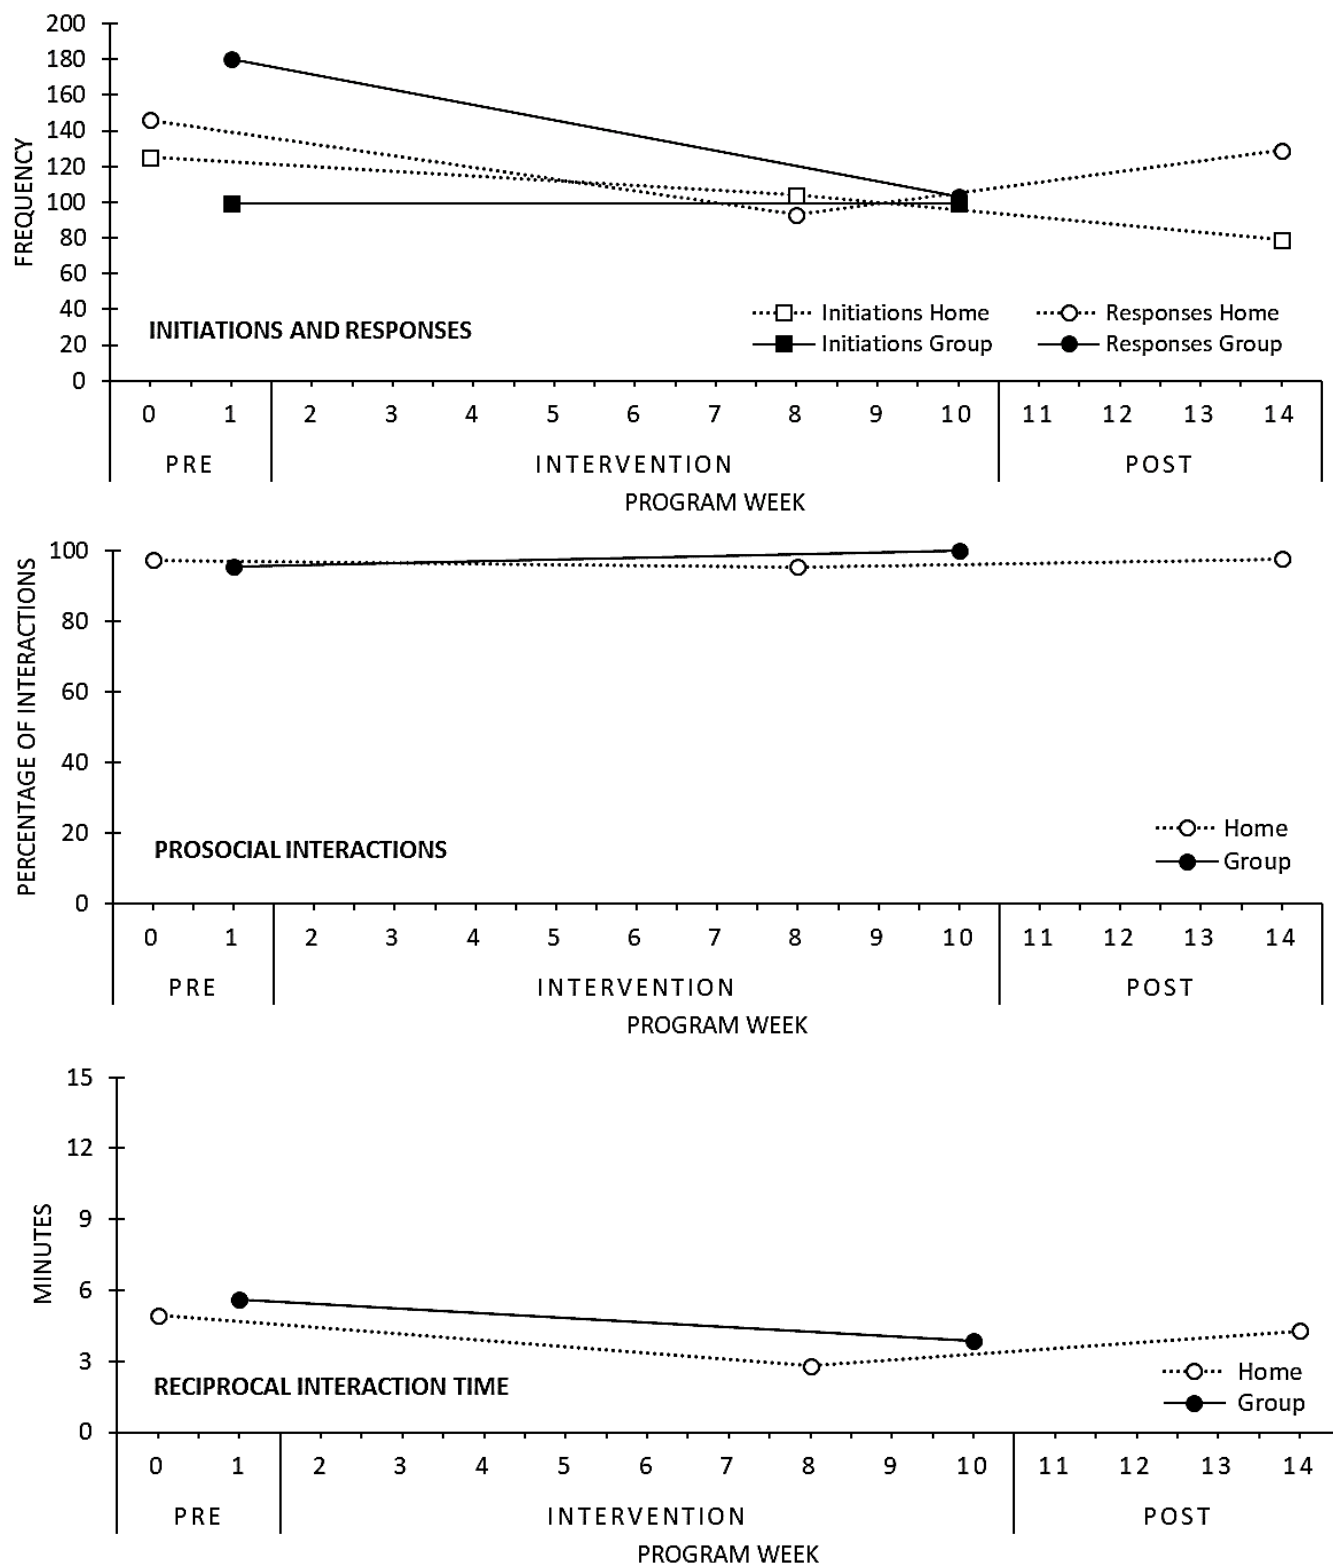 200
180
160
140
120
100
80
60
40
20
0
FREQUENCY
INITIATIONS AND RESPONSES
Initiations Home Responses Home
Initiations Group Responses Group
0 1 2 3 4 5 6 7 8 9 10 11 12 13 14
PRE INTERVENTION POST
PROGRAM WEEK
100
80
60
40
20
0
PERCENTAGE OF INTERACTIONS
PROSOCIAL INTERACTIONS
Home
Group
0 1 2 3 4 5 6 7 8 9 10 11 12 13 14
PRE INTERVENTION POST
PROGRAM WEEK
15
12
9
6
3
0
MINUTES
RECIPROCAL INTERACTION TIME
Home
Group
0 1 2 3 4 5 6 7 8 9 10 11 12 13 14
PRE INTERVENTION POST
PROGRAM WEEK